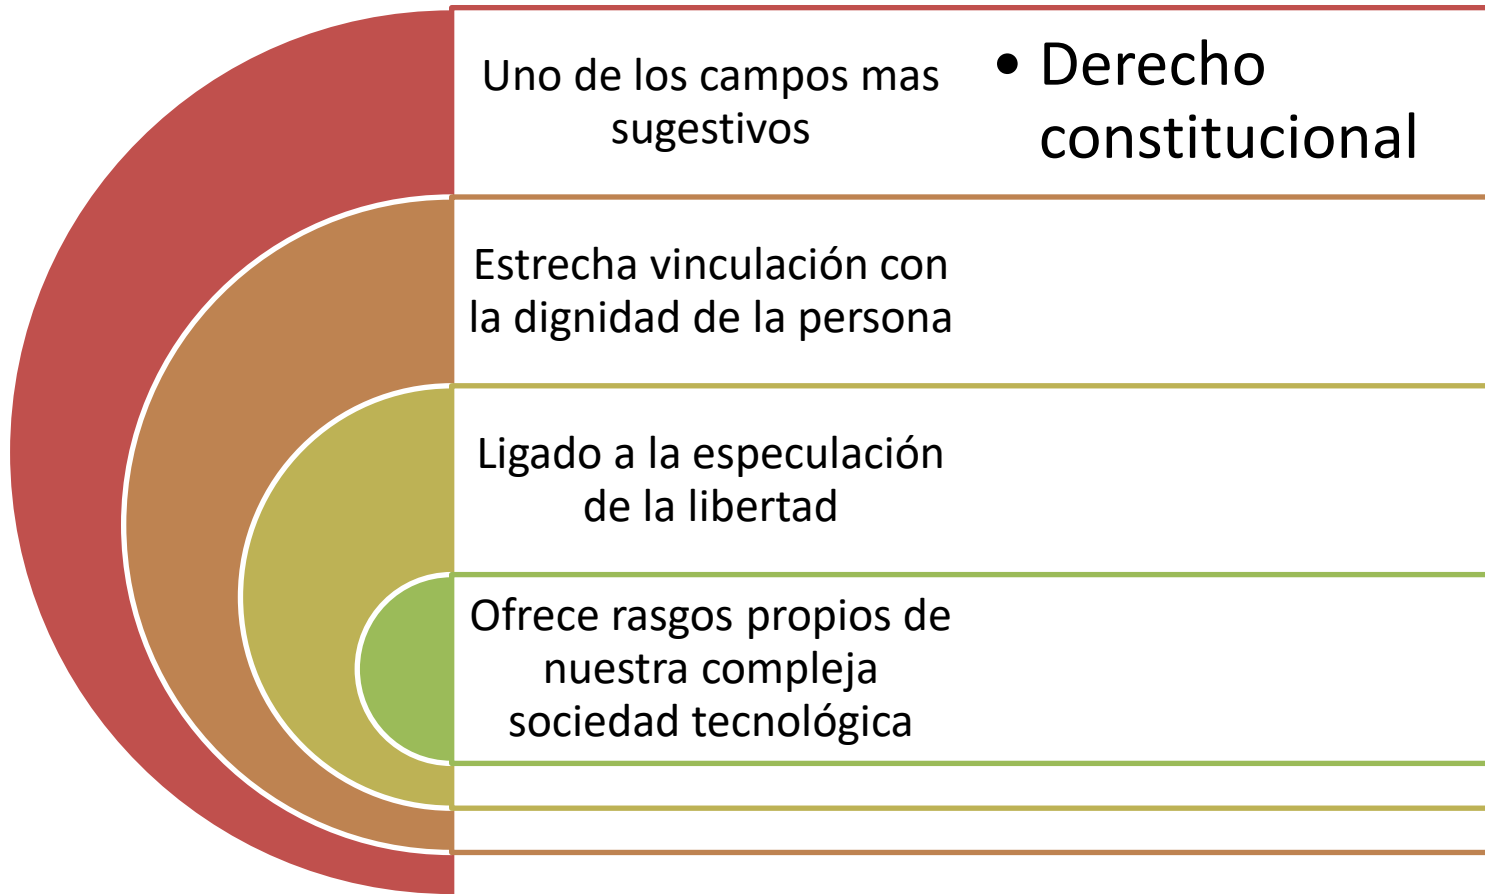 Uno de los campos mas
sugestivos
• Derecho
constitucional
Estrecha vinculación con
la dignidad de la persona
Ligado a la especulación
de la libertad
Ofrece rasgos propios de
nuestra compleja
sociedad tecnológica